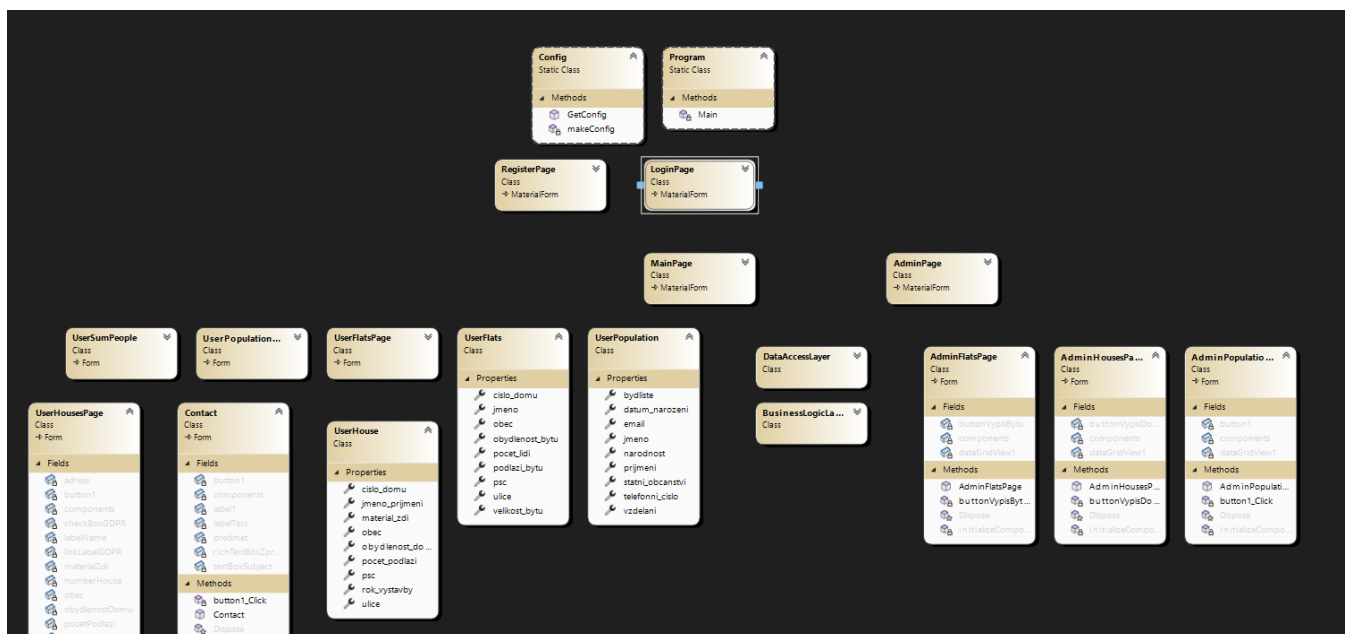 Config
Static Class
Methods
GetConfig
makeConfig
Program
Static Class
Methods
Main
RegisterPage
Class
MaterialForm
LoginPage
Class
MaterialForm
MainPage
Class
MaterialForm
AdminPage
Class
MaterialForm
UserSumPeople
Class
Form
UserPopulation...
Class
Form
UserFlatsPage
Class
Form
UserFlats
Class
Properties
cislo_domu
jmeno
obec
obydlenost_bytu
pocet_lidi
podlazi_bytu
psc
ulice
velikost_bytu
UserPopulation
Class
Properties
bydliste
datum_narozeni
email
jmeno
narodnost
prijmeni
statni_obcanstvi
telefonni_cislo
vzdelani
DataAccessLayer
Class
BusinessLogicLa...
Class
AdminFlatsPage
Class
Form
Fields
buttonVypisBytu
components
dataGridView1
Methods
AdminFlatsPage
buttonVypisByt...
Dispose
InitializeCompo...
AdminHousesPa...
Class
Form
Fields
buttonVypisDo...
components
dataGridView1
Methods
AdminHousesP...
buttonVypisDo...
Dispose
InitializeCompo...
AdminPopulatio...
Class
Form
Fields
button1
components
dataGridView1
Methods
AdminPopulati...
button1_Click
Dispose
InitializeCompo...
UserHousesPage
Class
Form
Fields
adress
button1
components
checkBoxGDPR
labelName
linkLabelGDPR
materialZdi
numberHouse
obec
obydlenostDomu
pocetPodlazi
Contact
Class
Form
Fields
button1
components
label1
labelText
predmet
richTextBoxZpr...
textBoxSubject
Methods
button1_Click
Contact
Dispose
UserHouse
Class
Properties
cislo_domu
jmeno_prijmeni
material_zdi
obec
obydlenost_do...
pocet_podlazi
psc
rok_vystavby
ulice